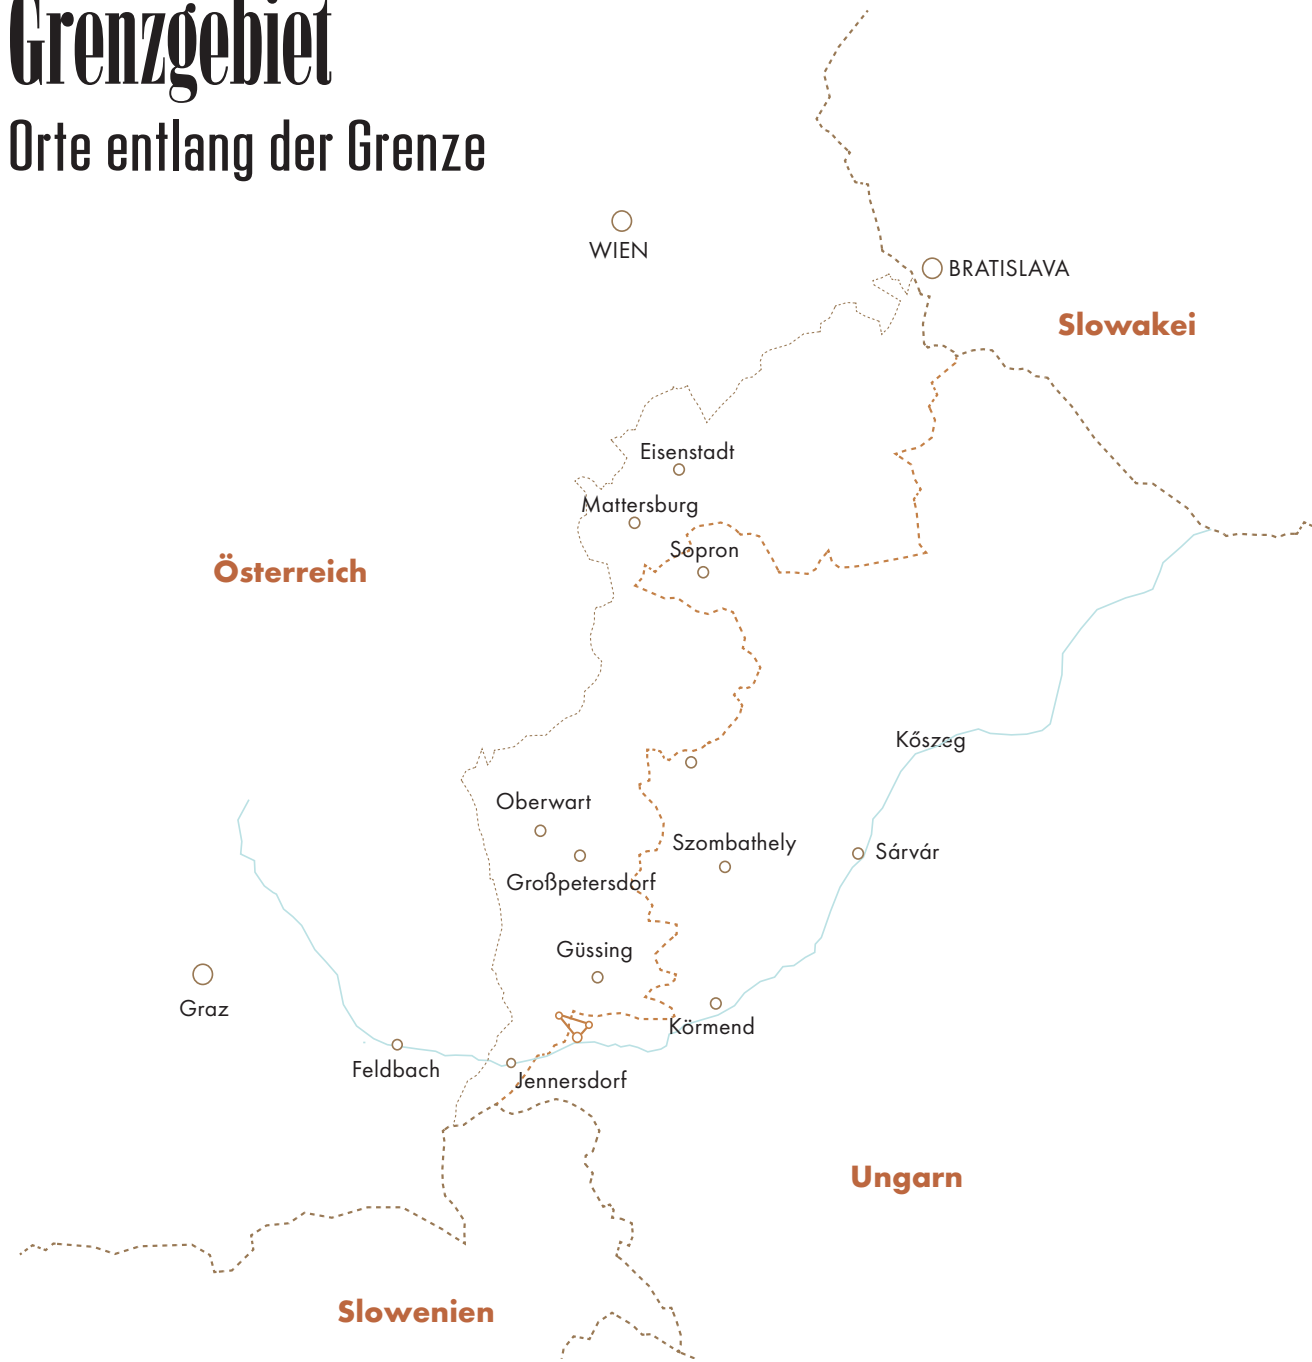 Grenzgebiet
Orte entlang der Grenze
WIEN
BRATISLAVA
Slowakei
Eisenstadt
Mattersburg
Sopron
Österreich
Kőszeg
Oberwart
Szombathely
Sárvár
Großpetersdorf
Güssing
Graz
Körmend
Feldbach
Jennersdorf
Ungarn
Slowenien